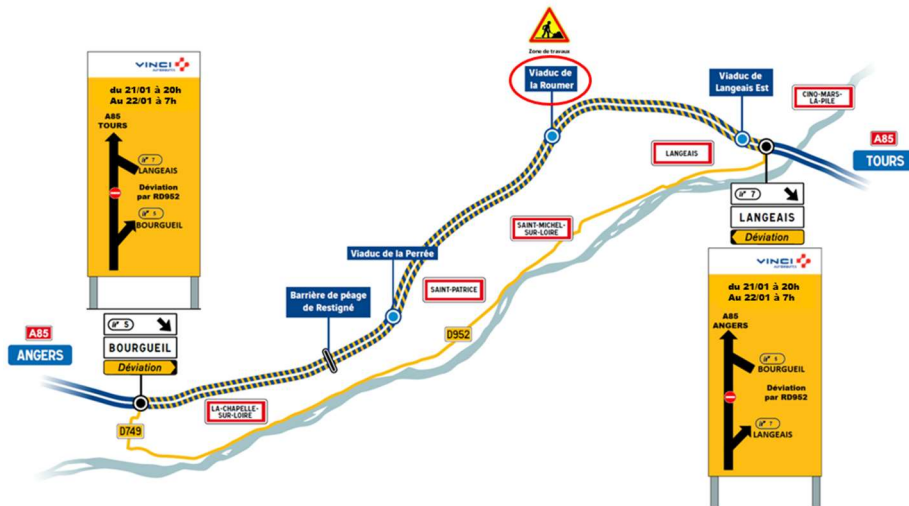 VINCI
AUTOROUTES
du 21/01 à 20h
Au 22/01 à 7h
A85
TOURS
7
LANGEAIS
Déviation
par RD952
5
BOURGUEIL
Zone de travaux
Viaduc de
la Roumer
Viaduc de
Langeais Est
CINQ-MARS-
LA-PILE
LANGEAIS
A85
TOURS
7
LANGEAIS
Déviation
SAINT-MICHEL-
SUR-LOIRE
Viaduc de la Perrée
SAINT-PATRICE
Barrière de péage
de Restigné
D952
A85
ANGERS
5
BOURGUEIL
Déviation
LA-CHAPELLE-
SUR-LOIRE
D749
VINCI
AUTOROUTES
du 21/01 à 20h
Au 22/01 à 7h
A85
ANGERS
5
BOURGUEIL
Déviation
par RD952
7
LANGEAIS